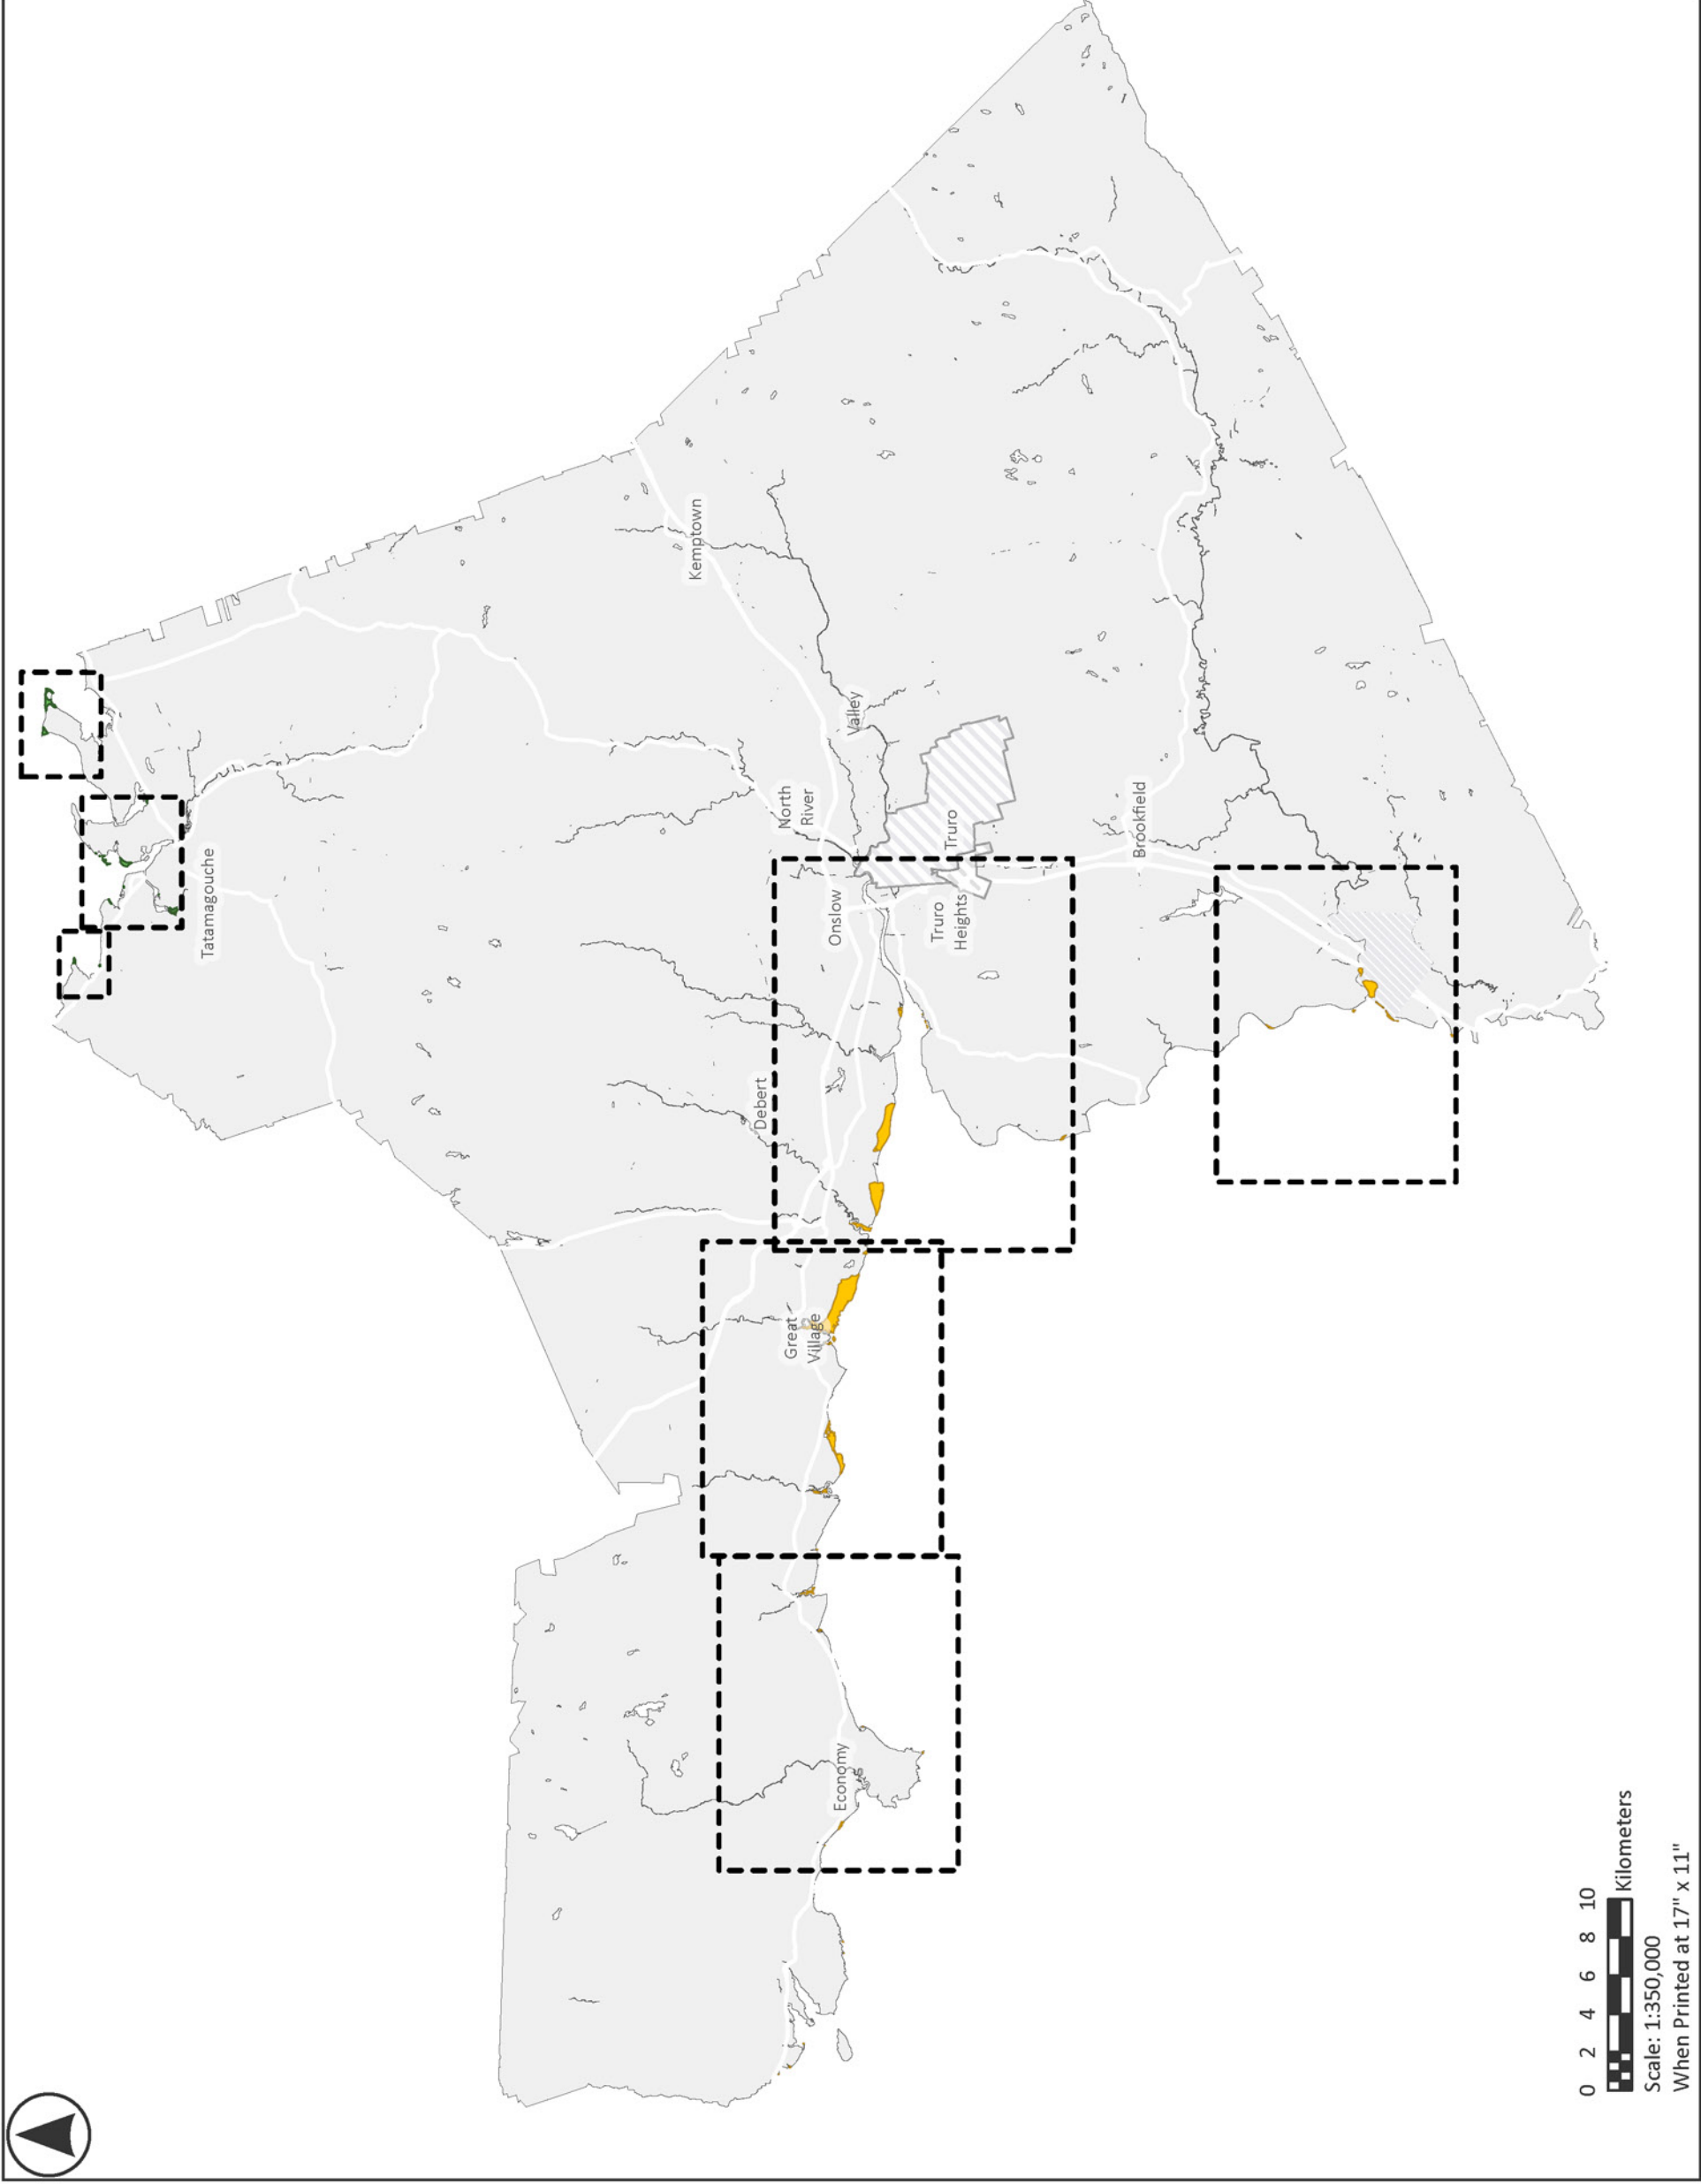 Tatamagouche
Kemptown
Valley
North
River
Onslow
Truro
Truro
Heights
Debert
Brookfield
Great
Village
Economy
0 2 4 6 8 10
Kilometers
Scale: 1:350,000
When Printed at 17" x 11"